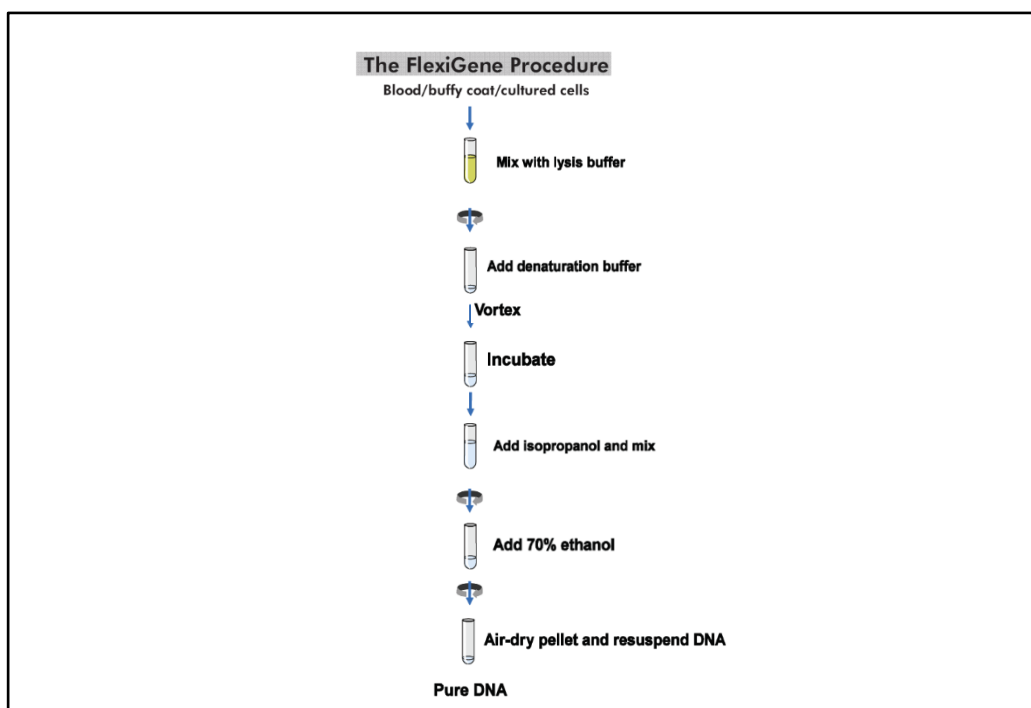 The FlexiGene Procedure
Blood/buffy coat/cultured cells
Mix with lysis buffer
Add denaturation buffer
Vortex
Incubate
Add isopropanol and mix
Add 70% ethanol
Air-dry pellet and resuspend DNA
Pure DNA